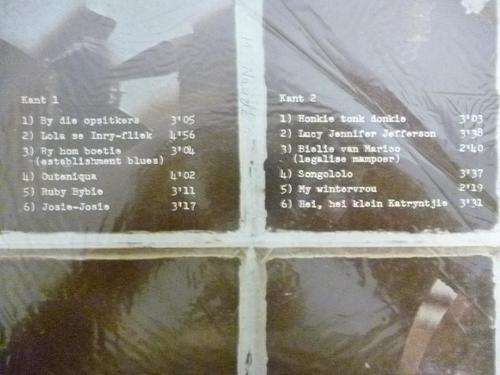 Kant 1
1) By die opsitkers 3'05
2) Lola se Inry-fliek 4'56
3) Ry hom boetie 3'04
(establishment blues)
4) Outeniqua 4'02
5) Ruby Bybie 3'11
6) Josie-Josie 3'17
Kant 2
1) Honkie tonk donkie 3'03
2) Lucy Jennifer Jefferson 3'38
3) Bielie van Marico 2'40
(legalise mampoer)
4) Songololo 3'37
5) My wintervrou 2'19
6) Hei, hei klein Katryntjie 3'31